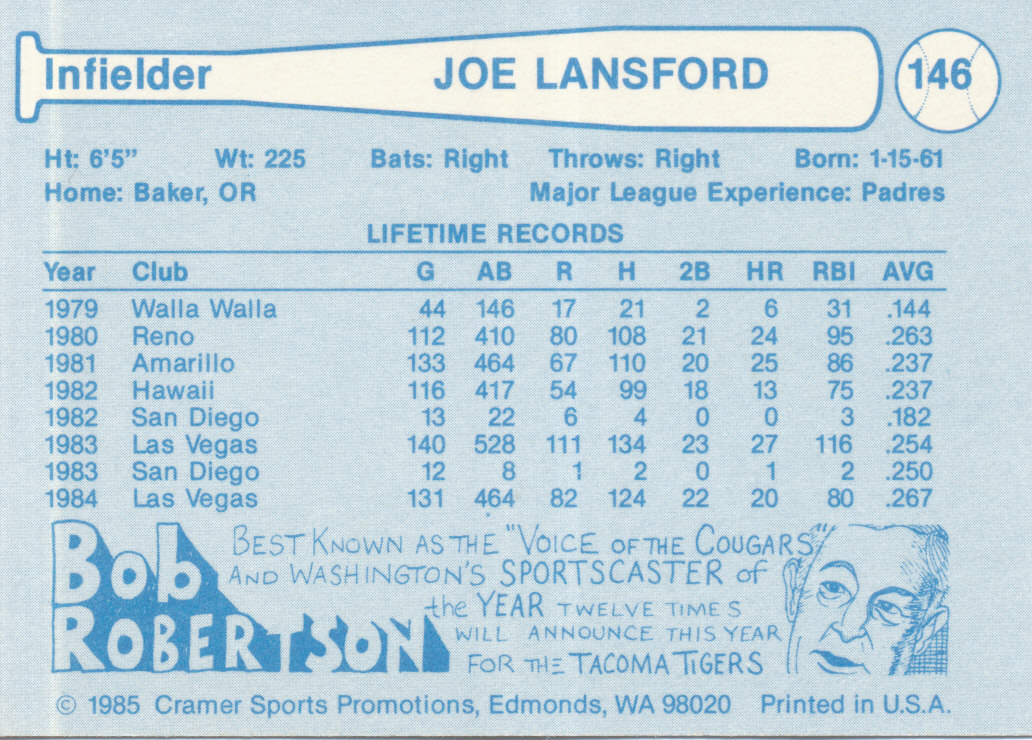 Infielder JOE LANSFORD 146
Ht: 6'5" Wt: 225 Bats: Right Throws: Right Born: 1-15-61
Home: Baker, OR Major League Experience: Padres
LIFETIME RECORDS
Year Club G AB R H 2B HR RBI AVG
1979 Walla Walla 44 146 17 21 2 6 31 .144
1980 Reno 112 410 80 108 21 24 95 .263
1981 Amarillo 133 464 67 110 20 25 86 .237
1982 Hawaii 116 417 54 99 18 13 75 .237
1982 San Diego 13 22 6 4 0 0 3 .182
1983 Las Vegas 140 528 111 134 23 27 116 .254
1983 San Diego 12 8 1 2 0 1 2 .250
1984 Las Vegas 131 464 82 124 22 20 80 .267
Bob
ROBERTSON
BEST KNOWN AS THE "VOICE OF THE COUGARS"
AND WASHINGTON'S SPORTSCASTER of
the YEAR TWELVE TIMES
WILL ANNOUNCE THIS YEAR
FOR THE TACOMA TIGERS
© 1985 Cramer Sports Promotions, Edmonds, WA 98020 Printed in U.S.A.